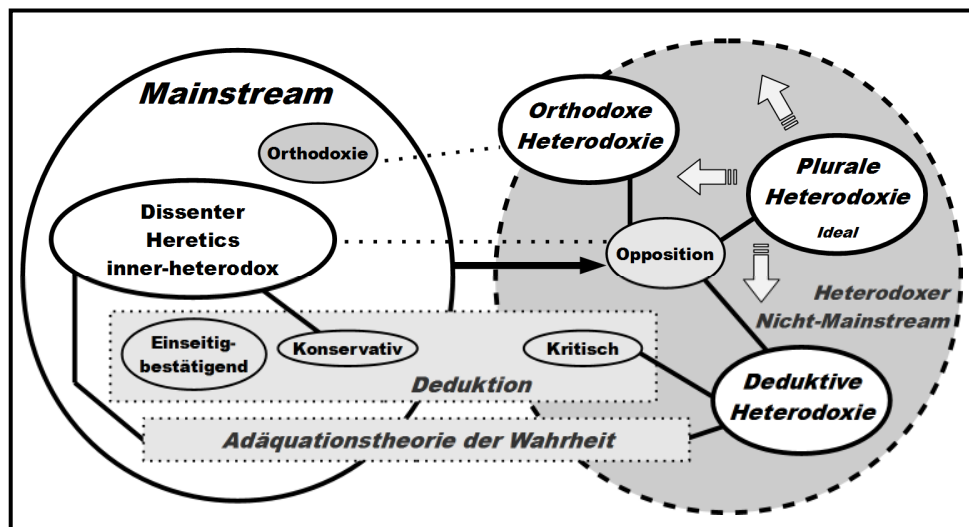 Mainstream
Orthodoxie
Dissenter
Heretics
inner-heterodox
Einseitig-
bestätigend
Konservativ
Kritisch
Deduktion
Adäquationstheorie der Wahrheit
Orthodoxe
Heterodoxie
Plurale
Heterodoxie
Ideal
Opposition
Heterodoxer
Nicht-Mainstream
Deduktive
Heterodoxie